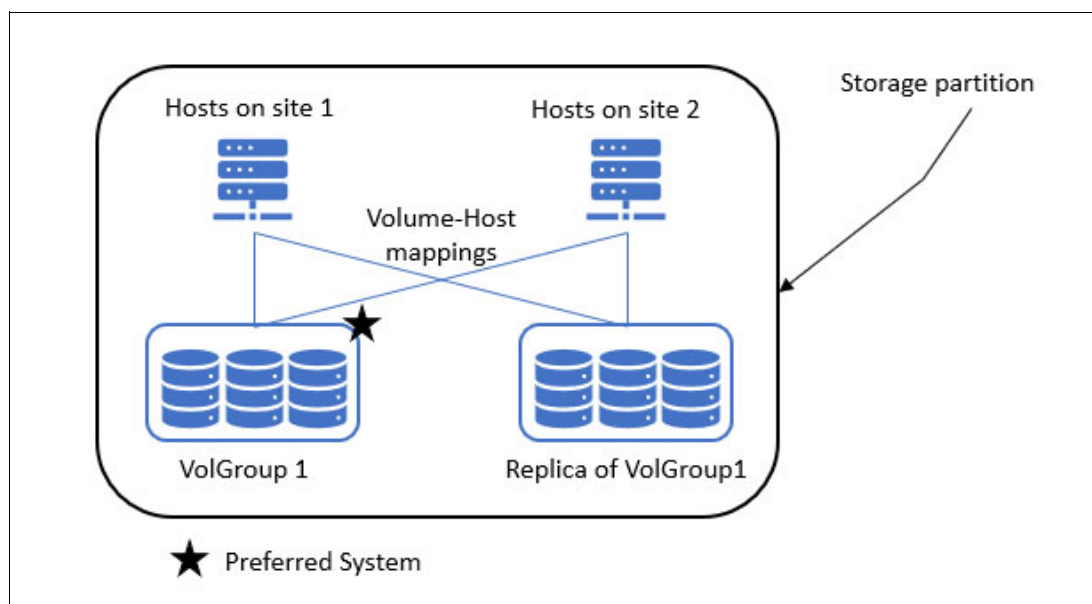 Storage partition
Hosts on site 1
Hosts on site 2
Volume-Host
mappings
VolGroup 1
Replica of VolGroup1
Preferred System